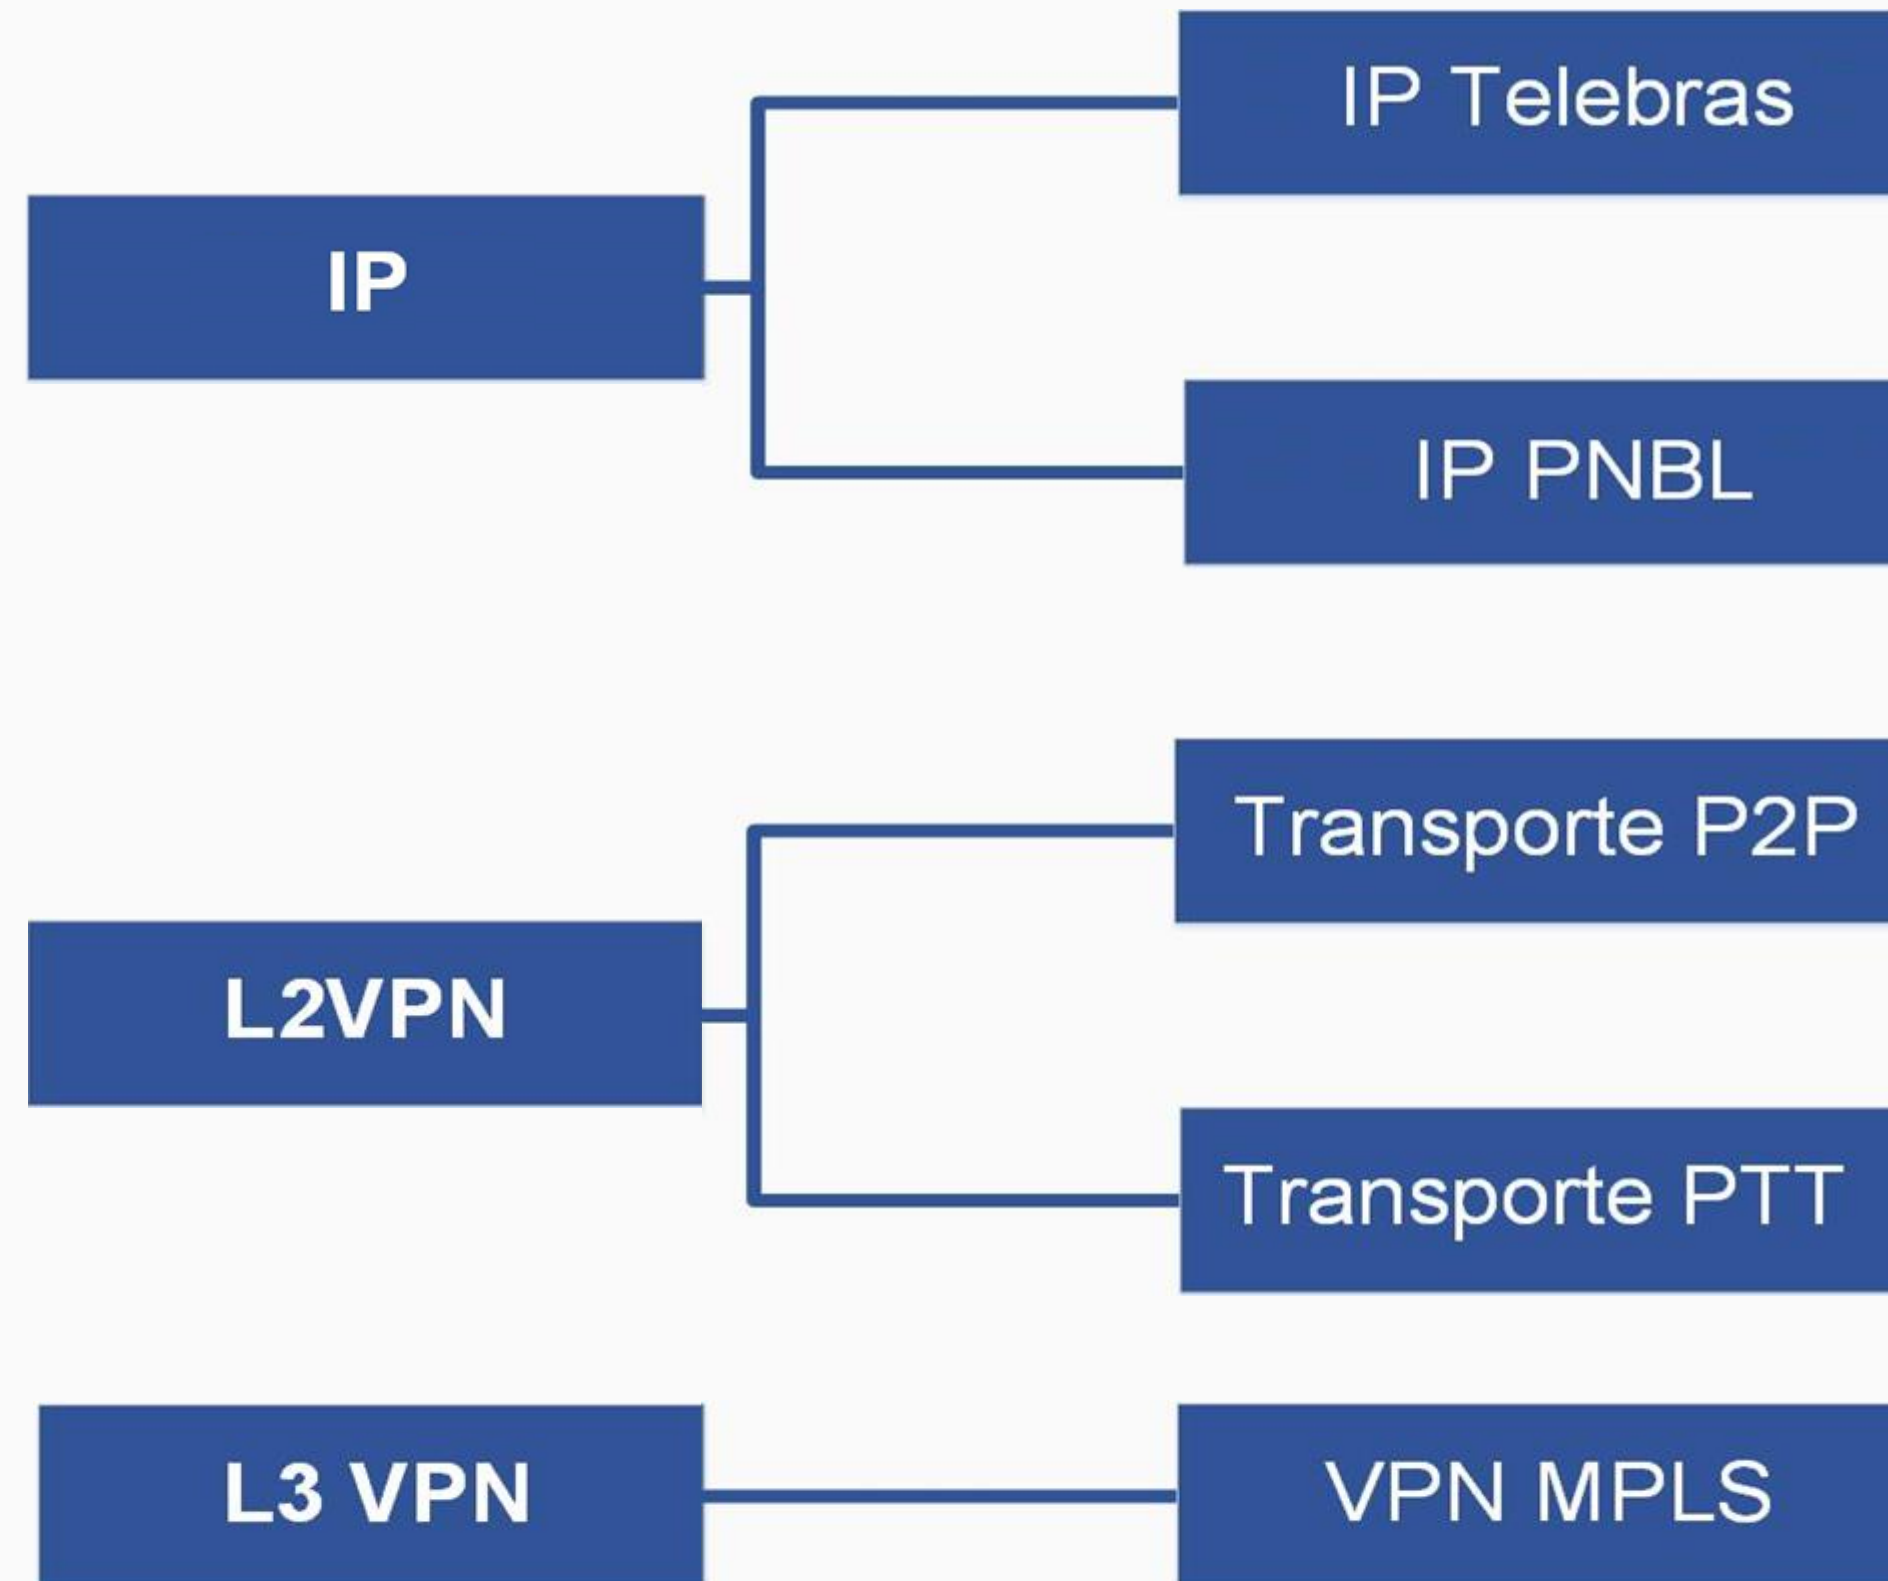 IP
IP Telebras
IP PNBL
L2VPN
Transporte P2P
Transporte PTT
L3 VPN
VPN MPLS